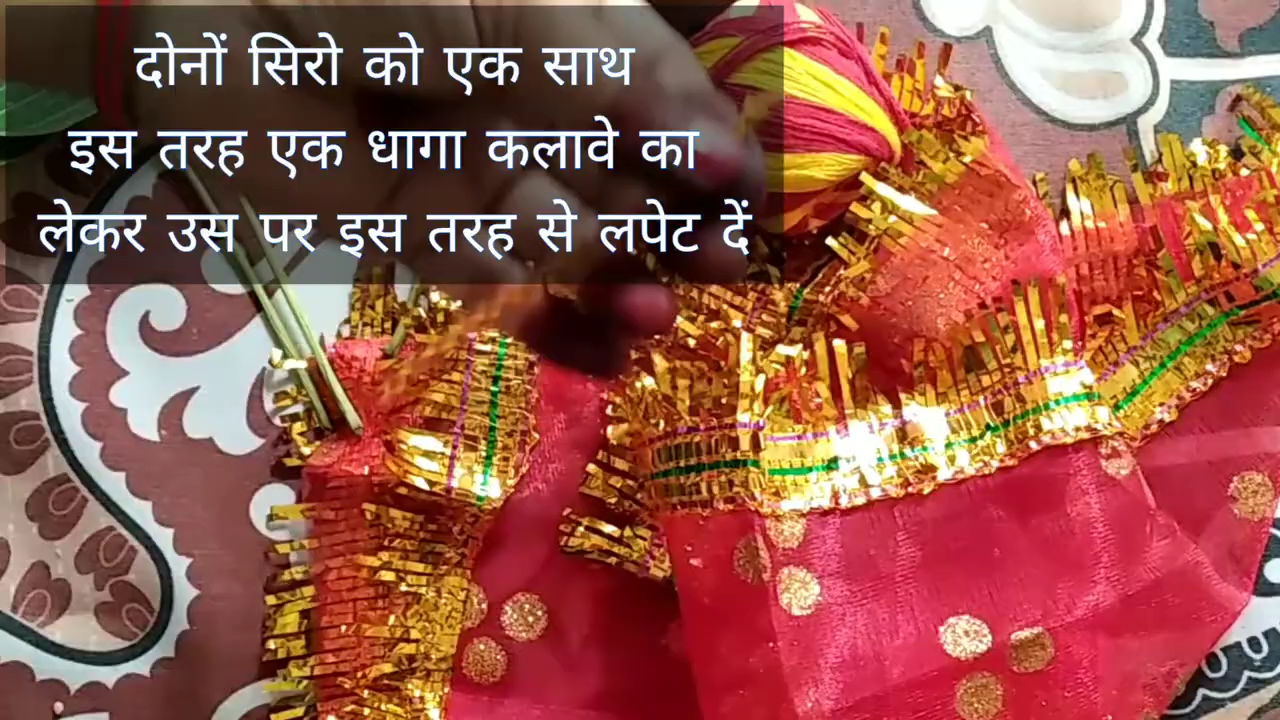 दोनों सिरो को एक साथ
इस तरह एक धागा कलावे का
लेकर उस पर इस तरह से लपेट दें